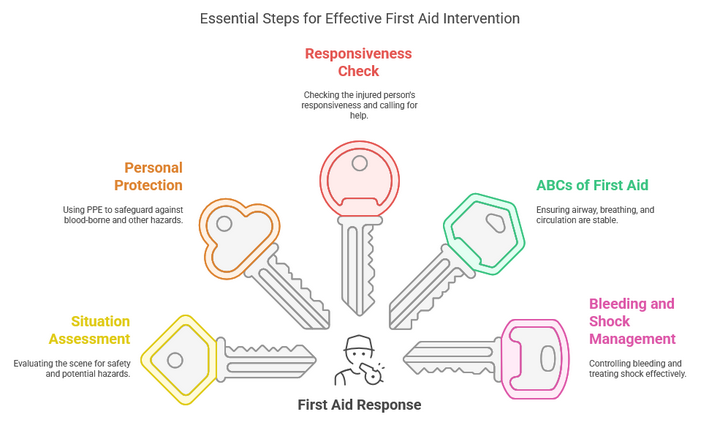 Essential Steps for Effective First Aid Intervention
Responsiveness
Check
Checking the injured person's
responsiveness and calling for
help.
Personal
Protection
Using PPE to safeguard against
blood-borne and other hazards.
ABCs of First Aid
Ensuring airway, breathing, and
circulation are stable.
Situation
Assessment
Evaluating the scene for safety
and potential hazards.
Bleeding and
Shock
Management
Controlling bleeding and
treating shock effectively.
First Aid Response